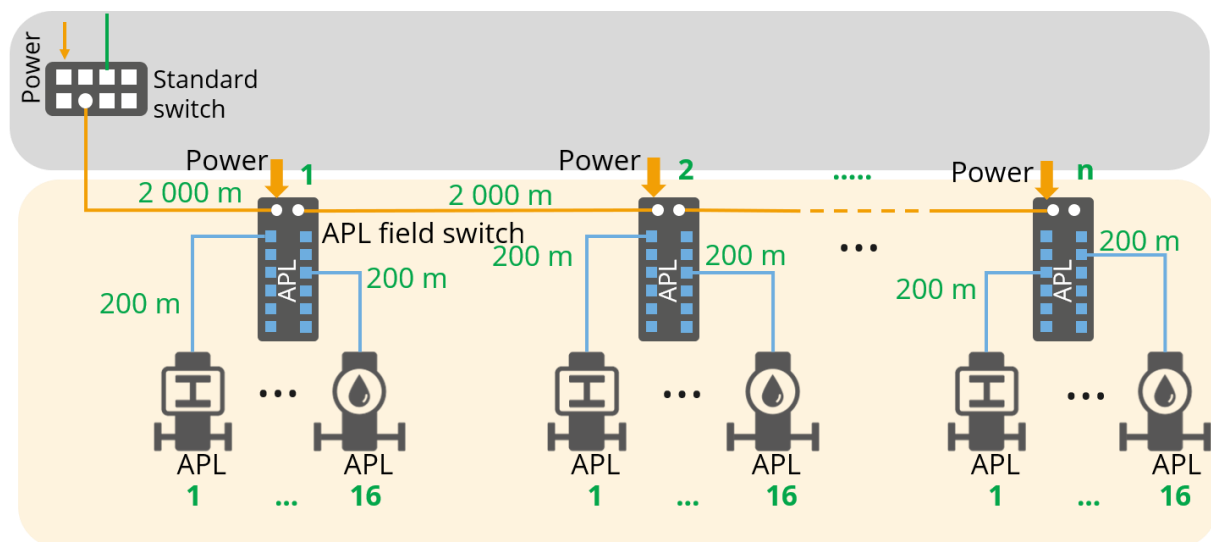 Power
Standard
switch
Power
1
Power
2
.....
Power
n
2 000 m
2 000 m
APL field switch
...
200 m
200 m
200 m
200 m
200 m
200 m
APL
APL
APL
...
...
...
APL
APL
APL
APL
APL
APL
1 ... 16
1 ... 16
1 ... 16